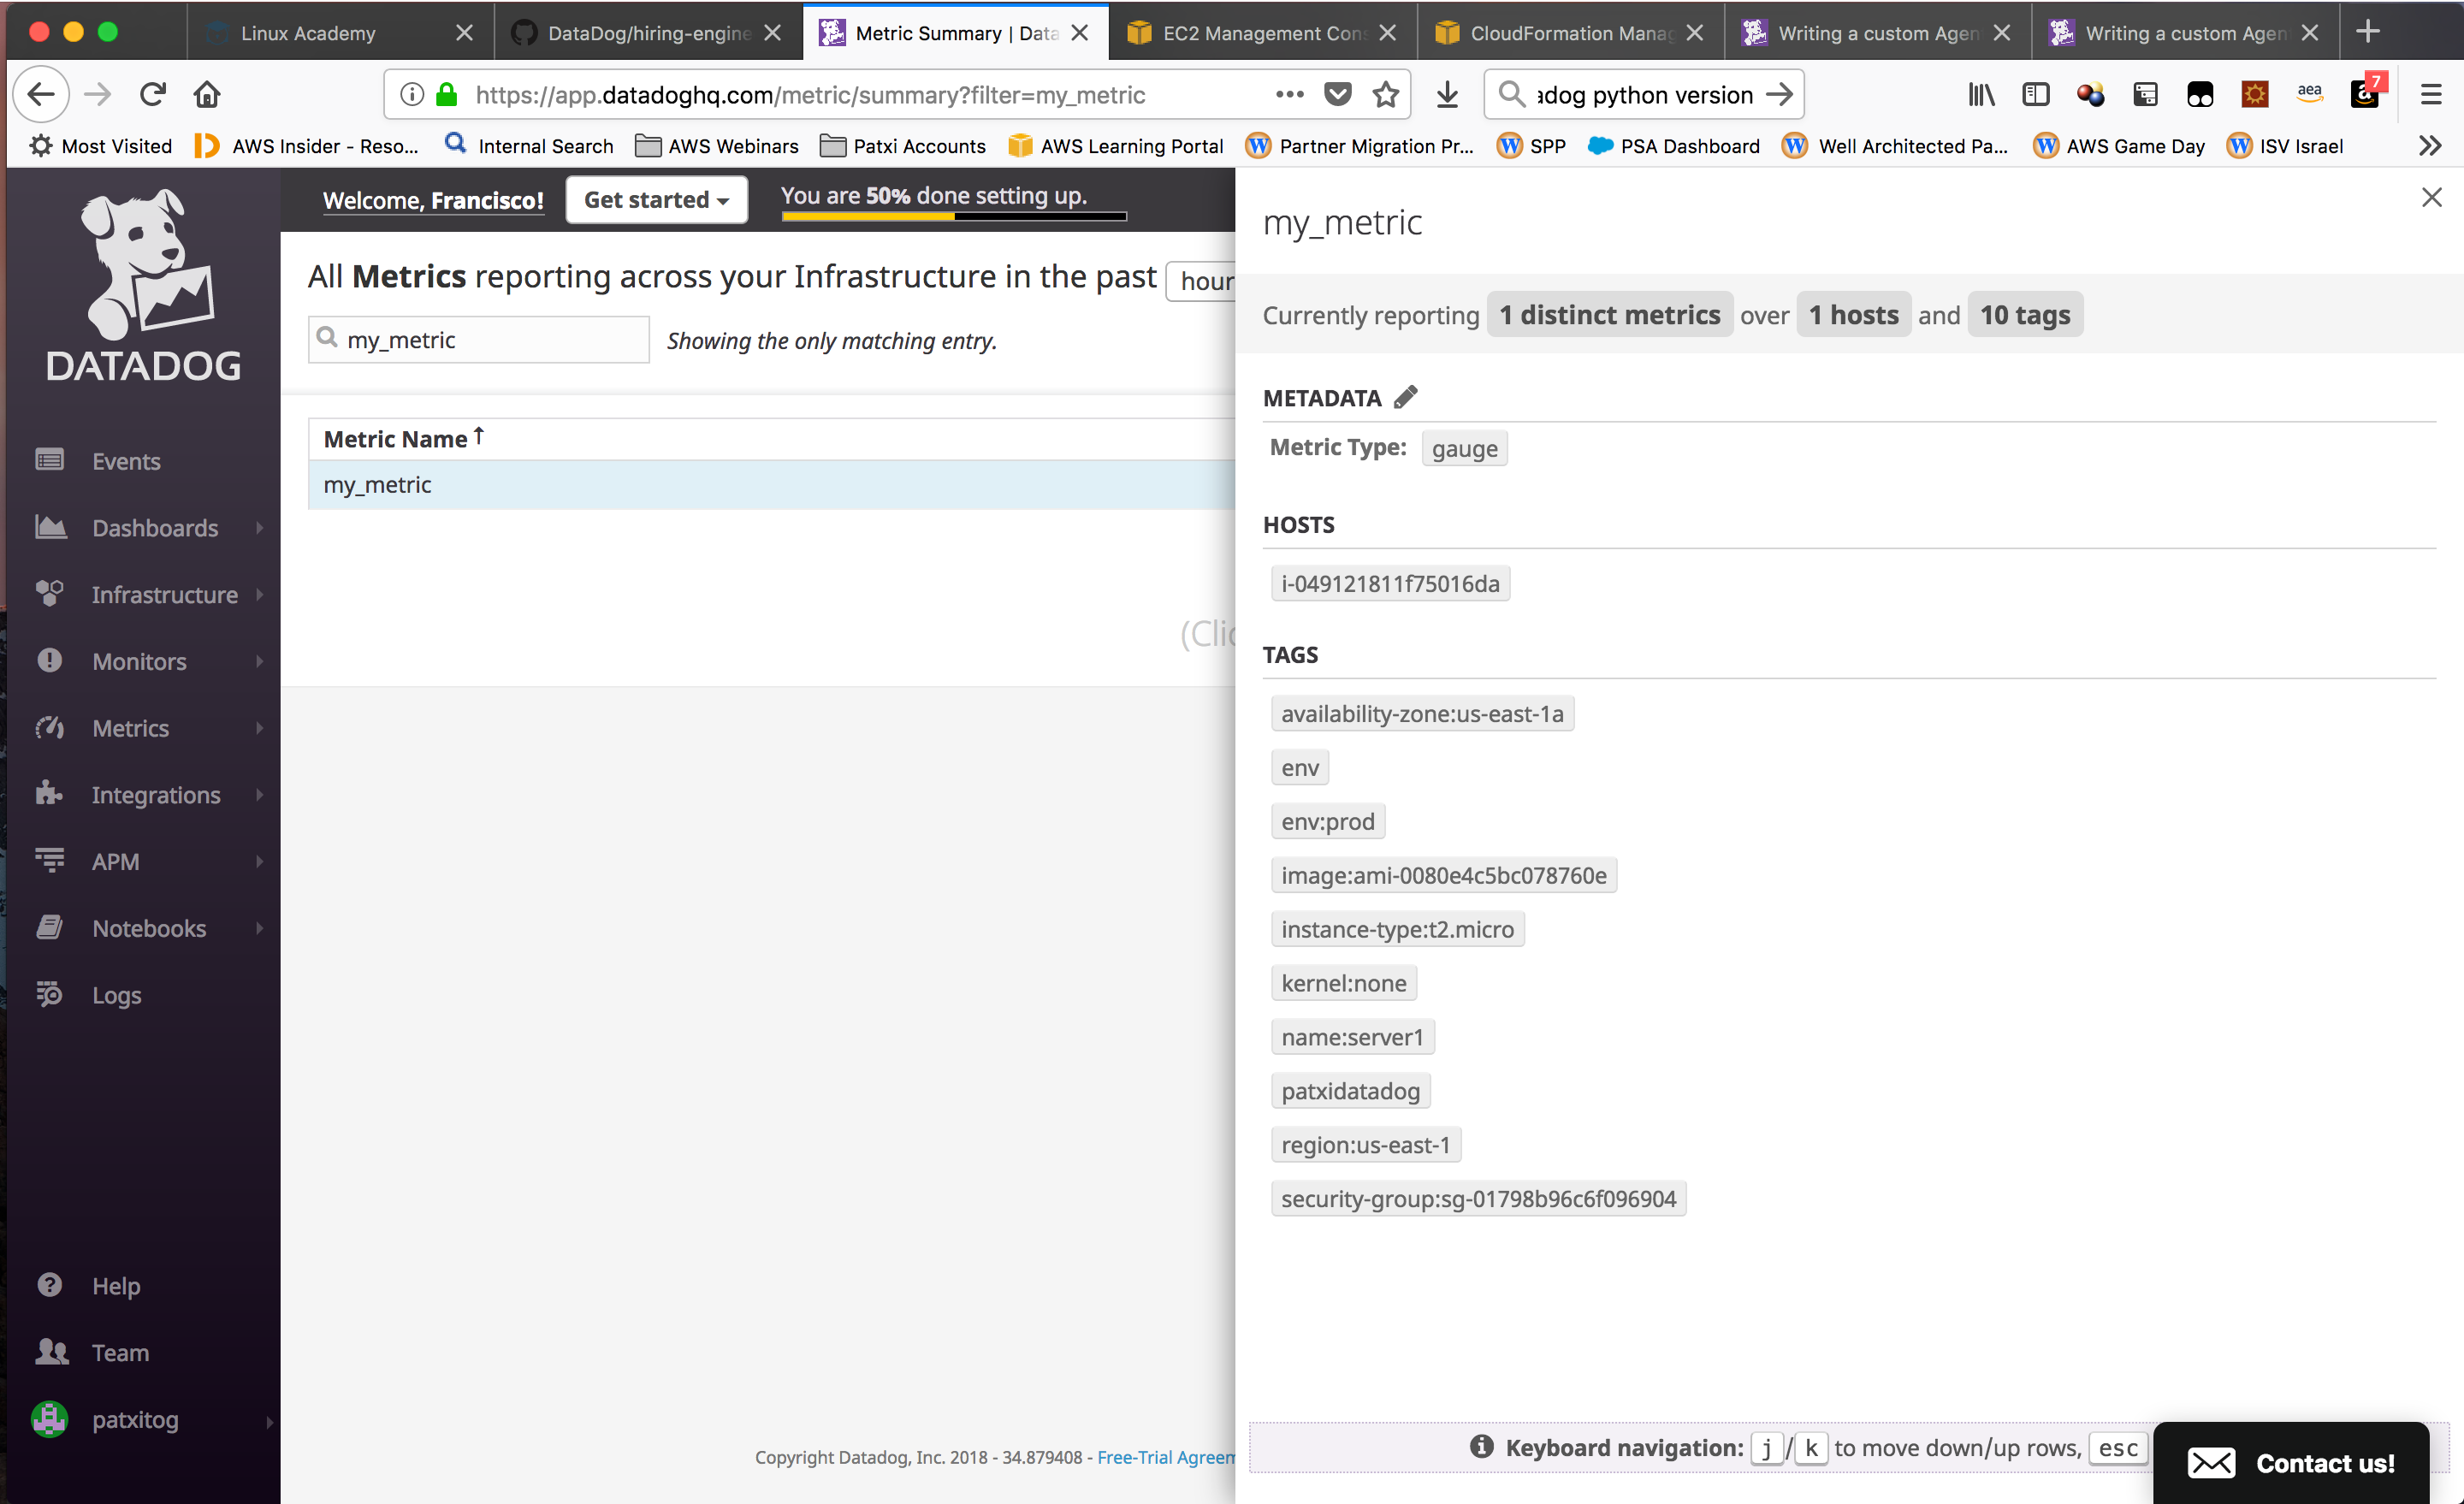 Linux Academy
DataDog/hiring-engine
Metric Summary | Data
EC2 Management Cons
CloudFormation Manag
Writing a custom Agen
Writing a custom Agen
https://app.datadoghq.com/metric/summary?filter=my_metric
adog python version
aea
a
7
Most Visited
AWS Insider - Reso...
Internal Search
AWS Webinars
Patxi Accounts
AWS Learning Portal
Partner Migration Pr...
SPP
PSA Dashboard
Well Architected Pa...
AWS Game Day
ISV Israel
DATADOG
Events
Dashboards
Infrastructure
Monitors
Metrics
Integrations
APM
Notebooks
Logs
Help
Team
patxitog
Welcome, Francisco!
Get started
You are 50% done setting up.
All Metrics reporting across your Infrastructure in the past hour
my_metric
Showing the only matching entry.
Metric Name ↑
my_metric
(Clic
Copyright Datadog, Inc. 2018 - 34.879408 - Free-Trial Agreem
my_metric
Currently reporting 1 distinct metrics over 1 hosts and 10 tags
METADATA
Metric Type: gauge
HOSTS
i-049121811f75016da
TAGS
availability-zone:us-east-1a
env
env:prod
image:ami-0080e4c5bc078760e
instance-type:t2.micro
kernel:none
name:server1
patxidatadog
region:us-east-1
security-group:sg-01798b96c6f096904
Keyboard navigation: j / k to move down/up rows, esc
Contact us!